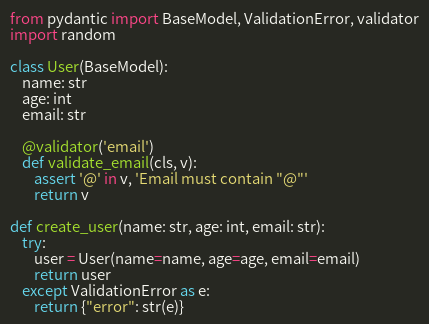 from pydantic import BaseModel, ValidationError, validator
import random

class User(BaseModel):
    name: str
    age: int
    email: str

    @validator('email')
    def validate_email(cls, v):
        assert '@' in v, 'Email must contain "@"'
        return v

def create_user(name: str, age: int, email: str):
    try:
        user = User(name=name, age=age, email=email)
        return user
    except ValidationError as e:
        return {"error": str(e)}